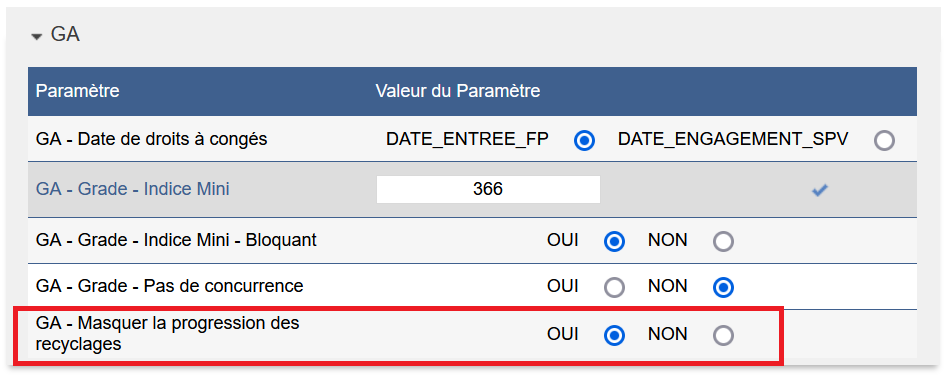 GA
Paramètre Valeur du Paramètre
GA - Date de droits à congés DATE_ENTREE_FP DATE_ENGAGEMENT_SPV
GA - Grade - Indice Mini 366
GA - Grade - Indice Mini - Bloquant OUI NON
GA - Grade - Pas de concurrence OUI NON
GA - Masquer la progression des
recyclages OUI NON